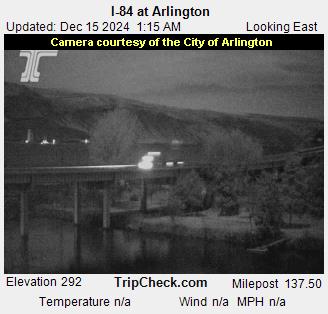 I-84 at Arlington
Updated: Dec 15 2024 1:15 AM Looking East
Camera courtesy of the City of Arlington
Elevation 292 TripCheck.com Milepost 137.50
Temperature n/a Wind n/a MPH n/a